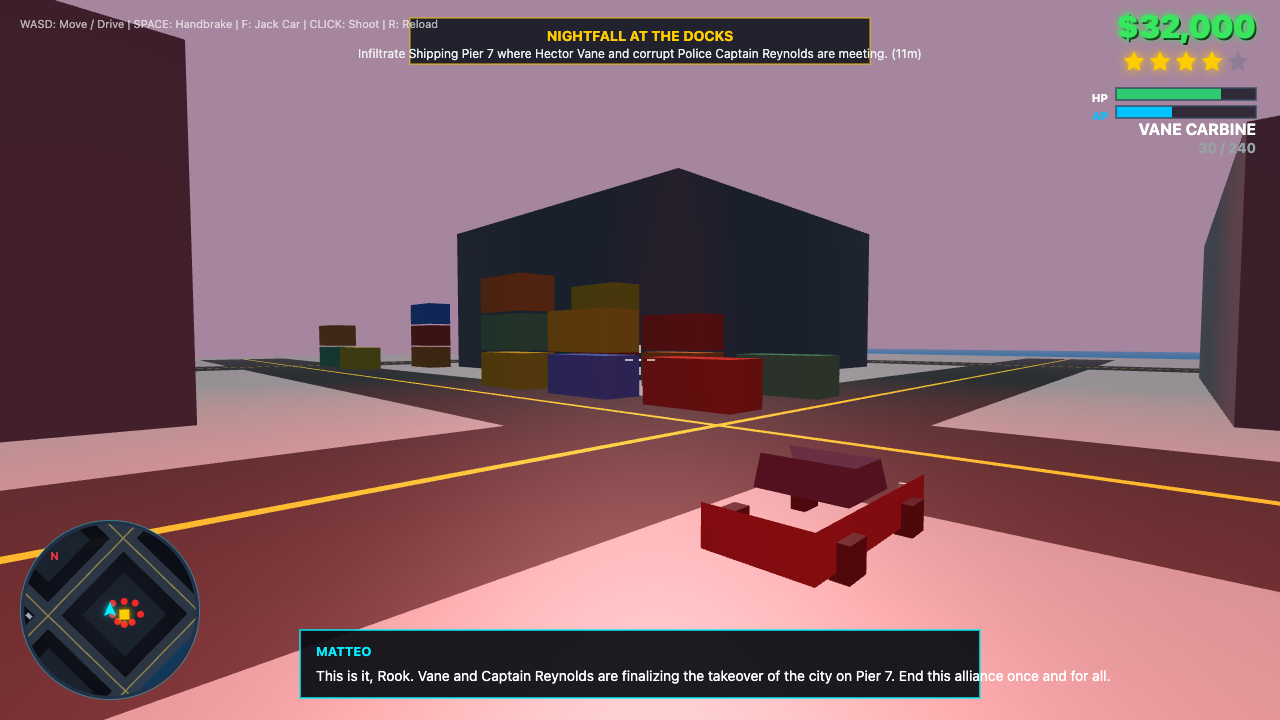 WASD: Move / Drive | SPACE: Handbrake | F: Jack Car | CLICK: Shoot | R: Reload
NIGHTFALL AT THE DOCKS
Infiltrate Shipping Pier 7 where Hector Vane and corrupt Police Captain Reynolds are meeting. (11m)
$32,000
HP
AP
VANE CARBINE
30 / 240
N
MATTEO
This is it, Rook. Vane and Captain Reynolds are finalizing the takeover of the city on Pier 7. End this alliance once and for all.